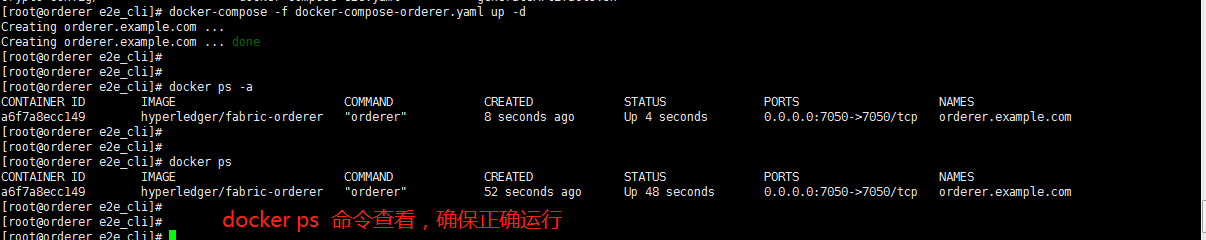 [root@orderer e2e_cli]# docker-compose -f docker-compose-orderer.yaml up -d
Creating orderer.example.com ...
Creating orderer.example.com ... done
[root@orderer e2e_cli]#
[root@orderer e2e_cli]#
[root@orderer e2e_cli]# docker ps -a
CONTAINER ID IMAGE COMMAND CREATED STATUS PORTS NAMES
a6f7a8ecc149 hyperledger/fabric-orderer "orderer" 8 seconds ago Up 4 seconds 0.0.0.0:7050->7050/tcp orderer.example.com
[root@orderer e2e_cli]#
[root@orderer e2e_cli]#
[root@orderer e2e_cli]# docker ps
CONTAINER ID IMAGE COMMAND CREATED STATUS PORTS NAMES
a6f7a8ecc149 hyperledger/fabric-orderer "orderer" 52 seconds ago Up 48 seconds 0.0.0.0:7050->7050/tcp orderer.example.com
[root@orderer e2e_cli]#
[root@orderer e2e_cli]#
docker ps 命令查看，确保正确运行
[root@orderer e2e_cli]#